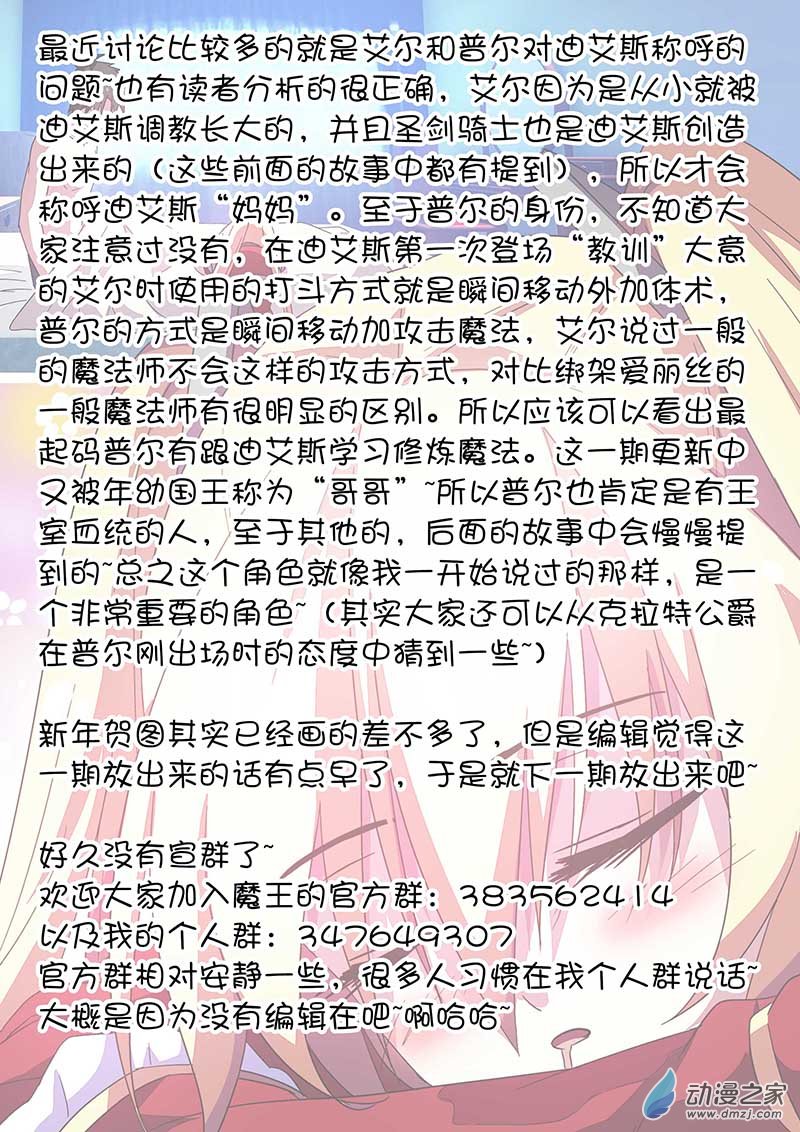 最近讨论比较多的就是艾尔和普尔对迪艾斯称呼的
问题~也有读者分析的很正确，艾尔因为是从小就被
迪艾斯调教长大的，并且圣剑骑士也是迪艾斯创造
出来的（这些前面的故事中都有提到），所以才会
称呼迪艾斯“妈妈”。至于普尔的身份，不知道大
家注意过没有，在迪艾斯第一次登场“教训”大意
的艾尔时使用的打斗方式就是瞬间移动外加体术，
普尔的方式是瞬间移动加攻击魔法，艾尔说过一般
的魔法师不会这样的攻击方式，对比绑架爱丽丝的
一般魔法师有很明显的区别。所以应该可以看出最
起码普尔有跟迪艾斯学习修炼魔法。这一期更新中
又被年幼国王称为“哥哥”~所以普尔也肯定是有王
室血统的人，至于其他的，后面的故事中会慢慢提
到的~总之这个角色就像我一开始说过的那样，是一
个非常重要的角色~（其实大家还可以从克拉特公爵
在普尔刚出场时的态度中猜到一些~）
新年贺图其实已经画的差不多了，但是编辑觉得这
一期放出来的话有点早了，于是就下一期放出来吧~
好久没有宣群了~
欢迎大家加入魔王的官方群：383562414
以及我的个人群：347649307
官方群相对安静一些，很多人习惯在我个人群说话~
大概是因为没有编辑在吧~啊哈哈~
动漫之家
www.dmzj.com